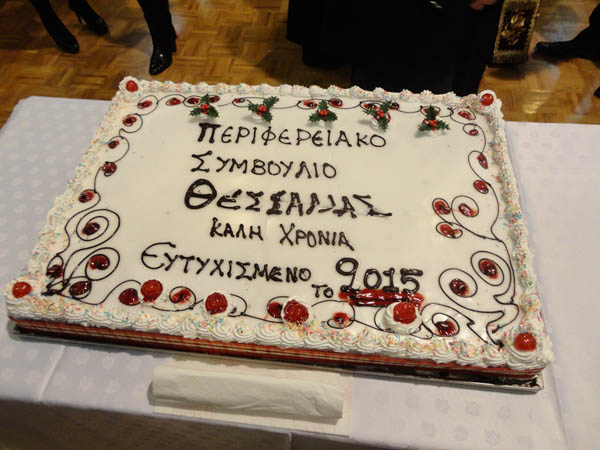 ΠΕΡΙΦΕΡΕΙΑΚΟ
ΣΥΜΒΟΥΛΙΟ
ΘΕΣΣΑΛΙΑΣ
ΚΑΛΗ ΧΡΟΝΙΑ
ΕΥΤΥΧΙΣΜΕΝΟ ΤΟ 2015